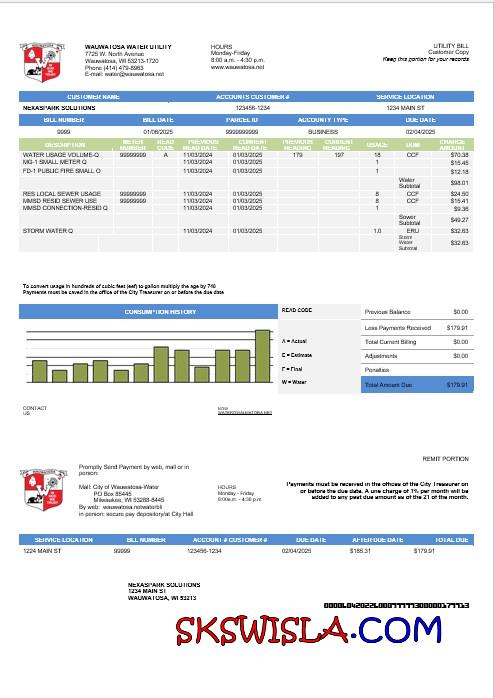 WAUWATOSA WATER UTILITY
7725 W. North Avenue
Wauwatosa, WI 53213-1720
Phone (414) 479-8963
E-mail: water@wauwatosa.net
HOURS
Monday-Friday
8:00 a.m. - 4:30 p.m.
www.wauwatosa.net
UTILITY BILL
Customer Copy
Keep this portion for your records
CUSTOMER NAME ACCOUNTS CUSTOMER # SERVICE LOCATION
NEXASPARK SOLUTIONS 123456-1234 1234 MAIN ST
BILL NUMBER BILL DATE PARCEL ID ACCOUNTY TYPE DUE DATE
9999 01/06/2025 9999999999 BUSINESS 02/04/2025
DESCRIPTION METER NUMBER READ CODE PREVIOUS READ DATE CURRENT READ DATE PREVIOUS READING CURRENT READING USAGE UOM CHARGE AMOUNT
WATER USAGE VOLUME-Q 99999999 A 11/03/2024 01/03/2025 179 197 18 CCF $70.38
MG-1 SMALL METER Q 11/03/2024 01/03/2025 1 $15.45
FD-1 PUBLIC FIRE SMALL O 11/03/2024 01/03/2025 1 $12.18
Water Subtotal $98.01
RES LOCAL SEWER USAGE 99999999 11/03/2024 01/03/2025 8 CCF $24.50
MMSD RESID SEWER USE 99999999 11/03/2024 01/03/2025 8 CCF $15.41
MMSD CONNECTION-RESID Q 99999999 11/03/2024 01/03/2025 1 $9.36
Sower Subtotal $49.27
STORM WATER Q 11/03/2024 01/03/2025 1.0 ERU $32.63
Storm Water Subtotal $32.63
To convert usage in hundreds of cubic feet (eef) to gallon multiply the age by 748
Payments must be caved in the office of the City Treasurer on or before the due date
CONSUMPTION HISTORY
READ CODE
A = Actual
E = Estimate
F = Final
W = Water
Previous Balance $0.00
Less Payments Received $179.91
Total Current Billing $0.00
Adjustments $0.00
Penalties
Total Amount Due $179.91
CONTACT
US
REMIT PORTION
Promptly Send Payment by web, mail or in
person:
Mail: City of Wauwatosa-Water
PO Box 85445
Milwaukee, WI 53288-8445
By web: wauwatosa.netwaterbli
in person: secure pay depository/at City Hall
HOURS
Monday - Friday
8:00a.m. - 4:30 p.m.
Payments must be received in the offices of the City Treasurer on
or before the due date. A une charge of 1% per month will be
added to any past due amount as of the 21 of the month.
SERVICE LOCATION BILL NUMBER ACCOUNT # CUSTOMER # DUE DATE AFTER DUE DATE TOTAL DUE
1224 MAIN ST 99999 123456-1234 02/04/2025 $185.31 $179.91
NEXASPARK SOLUTIONS
1234 MAIN ST
WAUWATOSA, WI 53213
SKSWISLA.COM